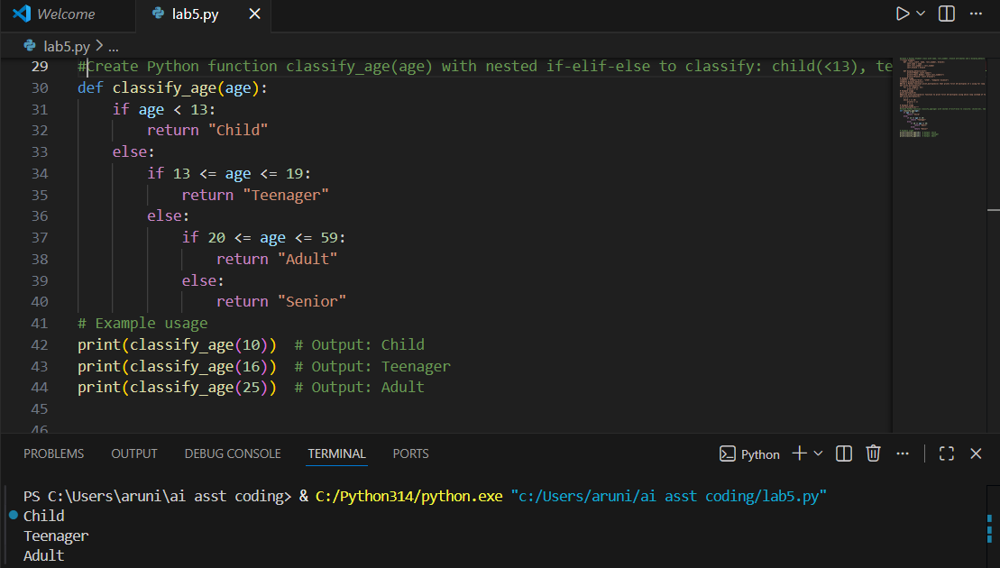 Welcome
lab5.py
lab5.py > ...
29 #Create Python function classify_age(age) with nested if-elif-else to classify: child(<13), te
30 def classify_age(age):
31     if age < 13:
32         return "Child"
33     else:
34         if 13 <= age <= 19:
35             return "Teenager"
36         else:
37             if 20 <= age <= 59:
38                 return "Adult"
39             else:
40                 return "Senior"
41 # Example usage
42 print(classify_age(10))  # Output: Child
43 print(classify_age(16))  # Output: Teenager
44 print(classify_age(25))  # Output: Adult
45
46
PROBLEMS OUTPUT DEBUG CONSOLE TERMINAL PORTS
Python
PS C:\Users\aruni\ai asst coding> & C:/Python314/python.exe "c:/Users/aruni/ai asst coding/lab5.py"
Child
Teenager
Adult